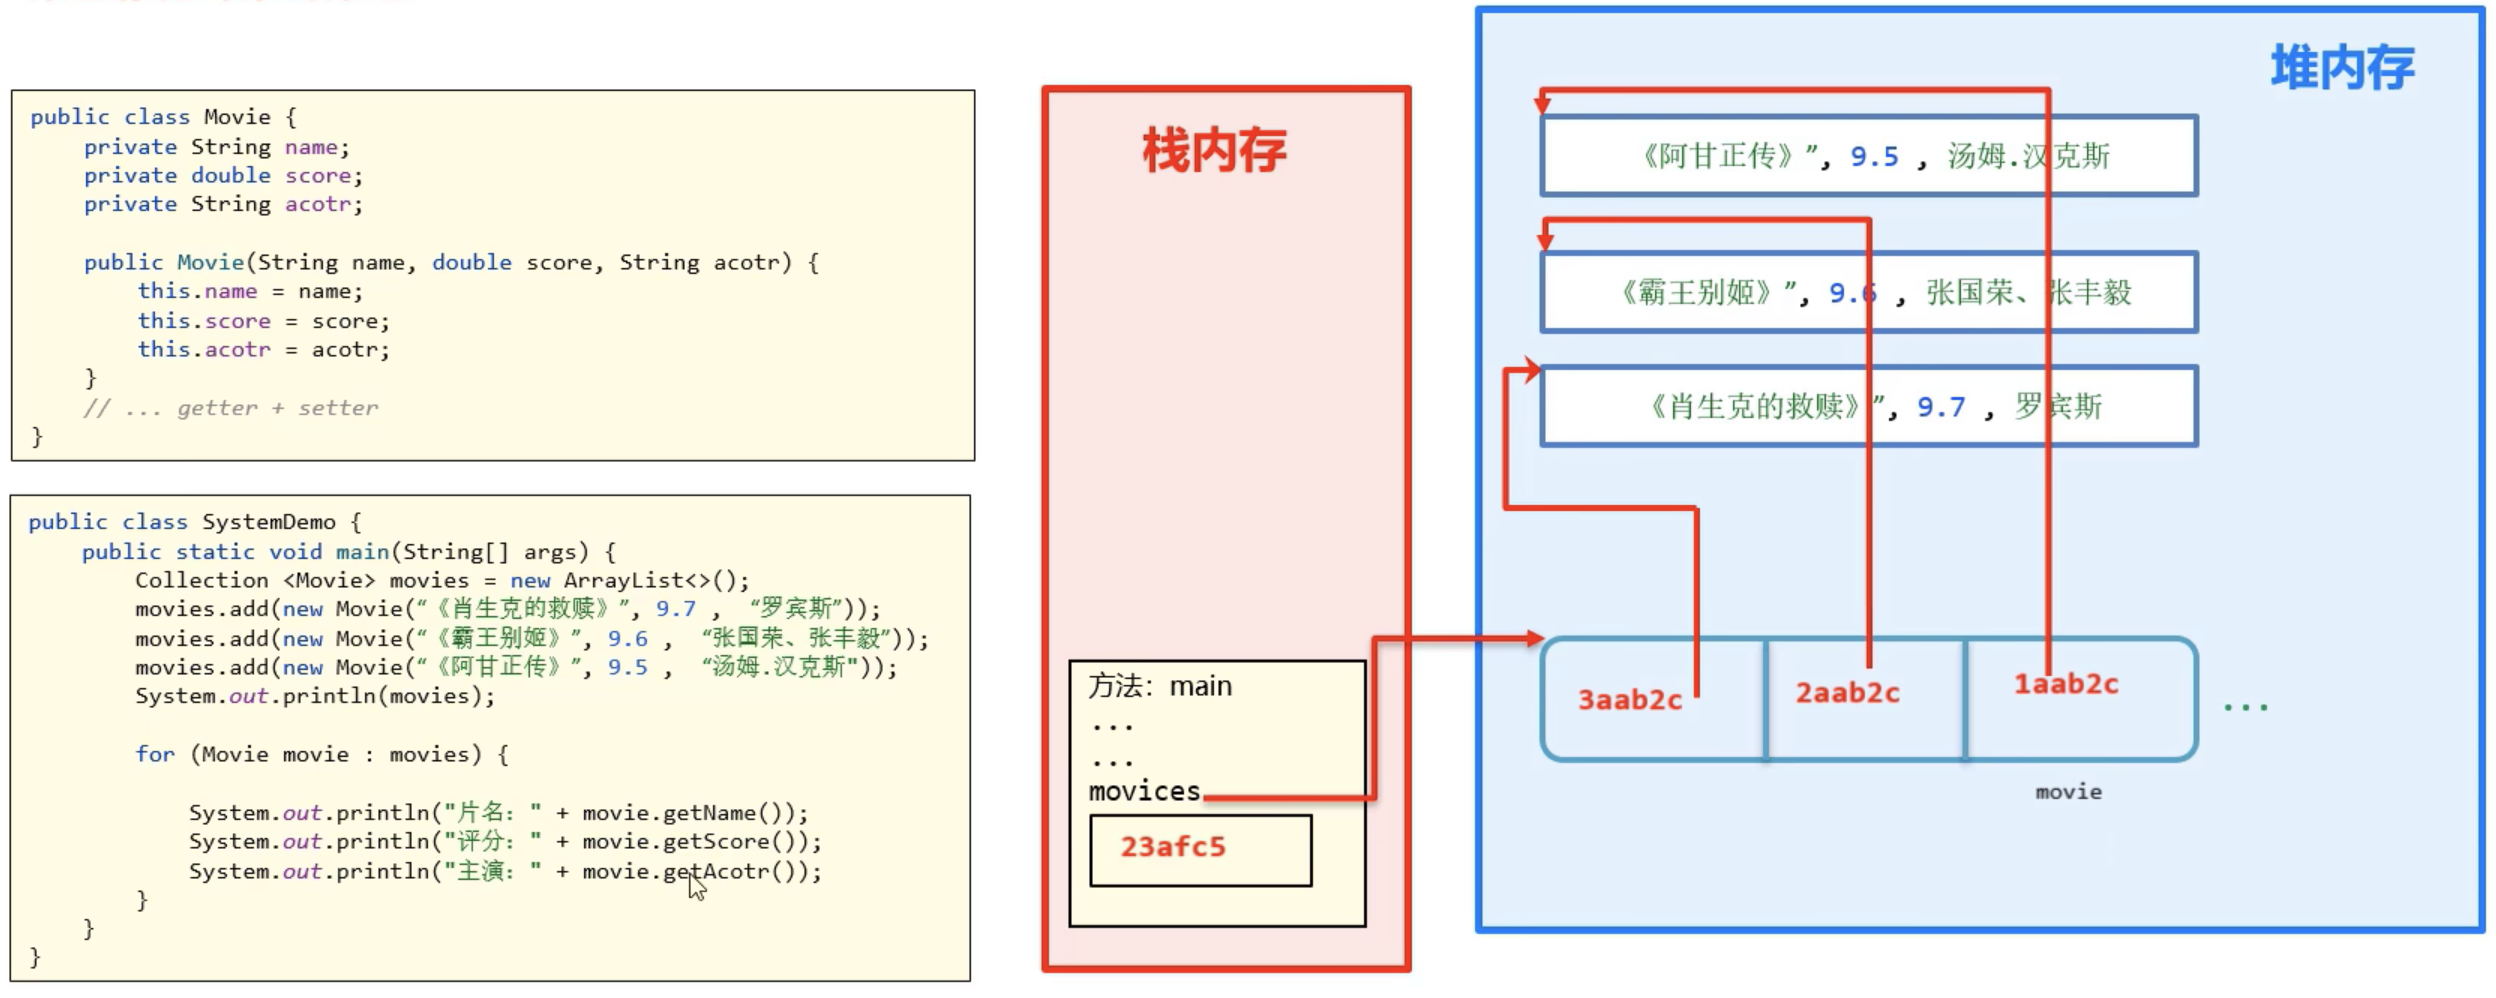 public class Movie {
private String name;
private double score;
private String acotr;
public Movie(String name, double score, String acotr) {
this.name = name;
this.score = score;
this.acotr = acotr;
}
// ... getter + setter
}
public class SystemDemo {
public static void main(String[] args) {
Collection <Movie> movies = new ArrayList<>();
movies.add(new Movie(“《肖生克的救赎》”, 9.7 , “罗宾斯”));
movies.add(new Movie(“《霸王别姬》”, 9.6 , “张国荣、张丰毅”));
movies.add(new Movie(“《阿甘正传》”, 9.5 , “汤姆.汉克斯"));
System.out.println(movies);
for (Movie movie : movies) {
System.out.println("片名：" + movie.getName());
System.out.println("评分：" + movie.getScore());
System.out.println("主演：" + movie.getAcotr());
}
}
}
栈内存
方法：main
...
...
movices
23afc5
堆内存
《阿甘正传》”, 9.5 , 汤姆.汉克斯
《霸王别姬》”, 9.6 , 张国荣、张丰毅
《肖生克的救赎》”, 9.7 , 罗宾斯
3aab2c
2aab2c
1aab2c
...
movie